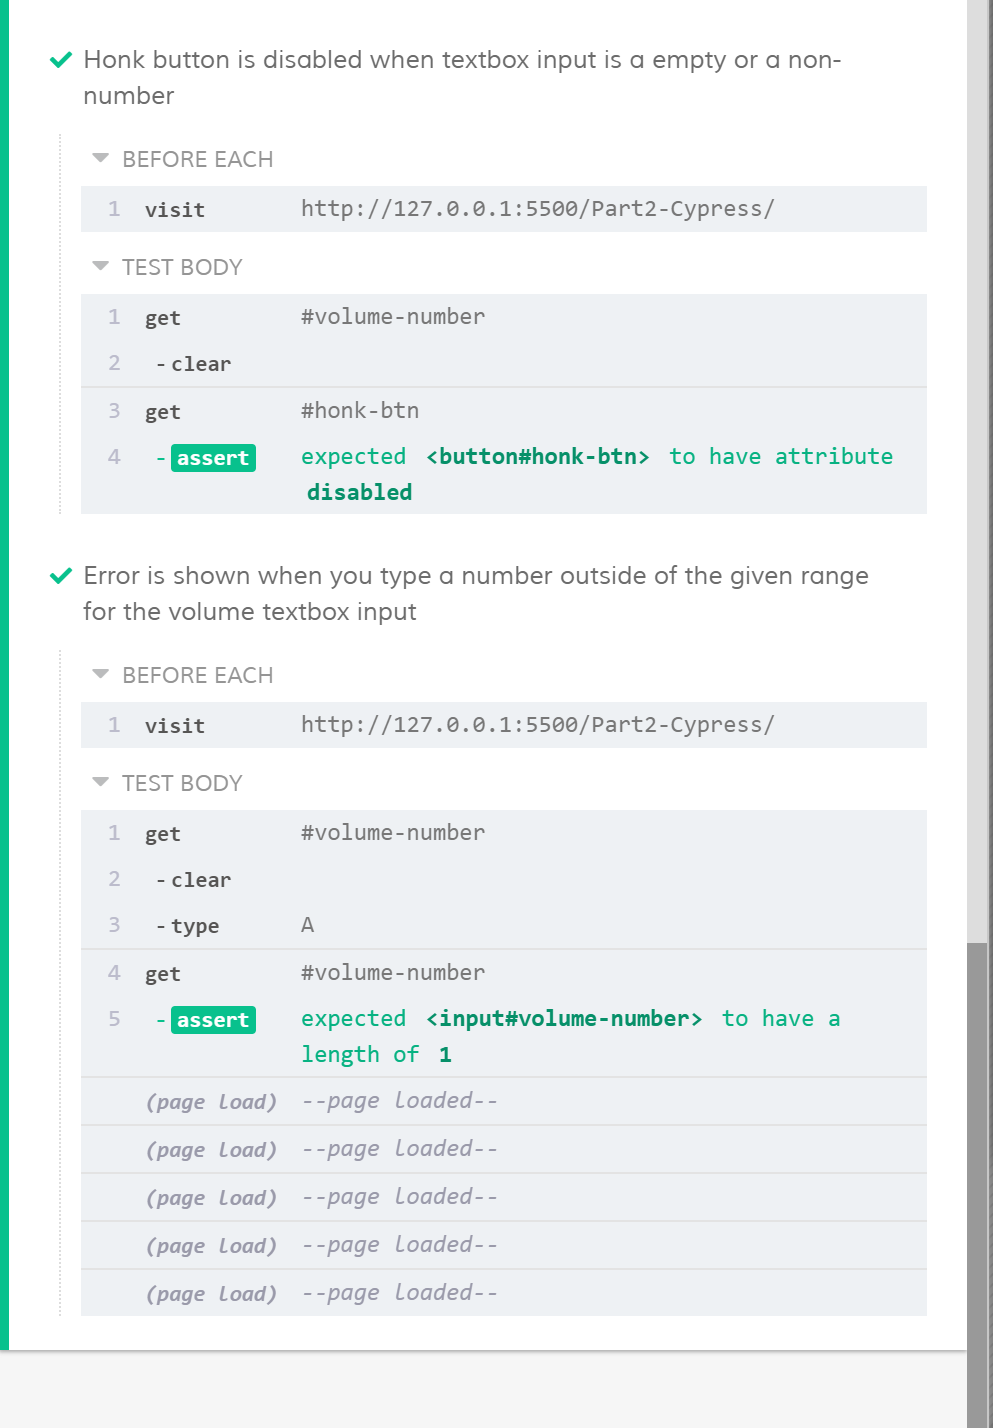 Honk button is disabled when textbox input is a empty or a non-
number
BEFORE EACH
1 visit http://127.0.0.1:5500/Part2-Cypress/
TEST BODY
1 get #volume-number
2 - clear
3 get #honk-btn
4 - assert expected <button#honk-btn> to have attribute
disabled
Error is shown when you type a number outside of the given range
for the volume textbox input
BEFORE EACH
1 visit http://127.0.0.1:5500/Part2-Cypress/
TEST BODY
1 get #volume-number
2 - clear
3 - type A
4 get #volume-number
5 - assert expected <input#volume-number> to have a
length of 1
(page load) --page loaded--
(page load) --page loaded--
(page load) --page loaded--
(page load) --page loaded--
(page load) --page loaded--